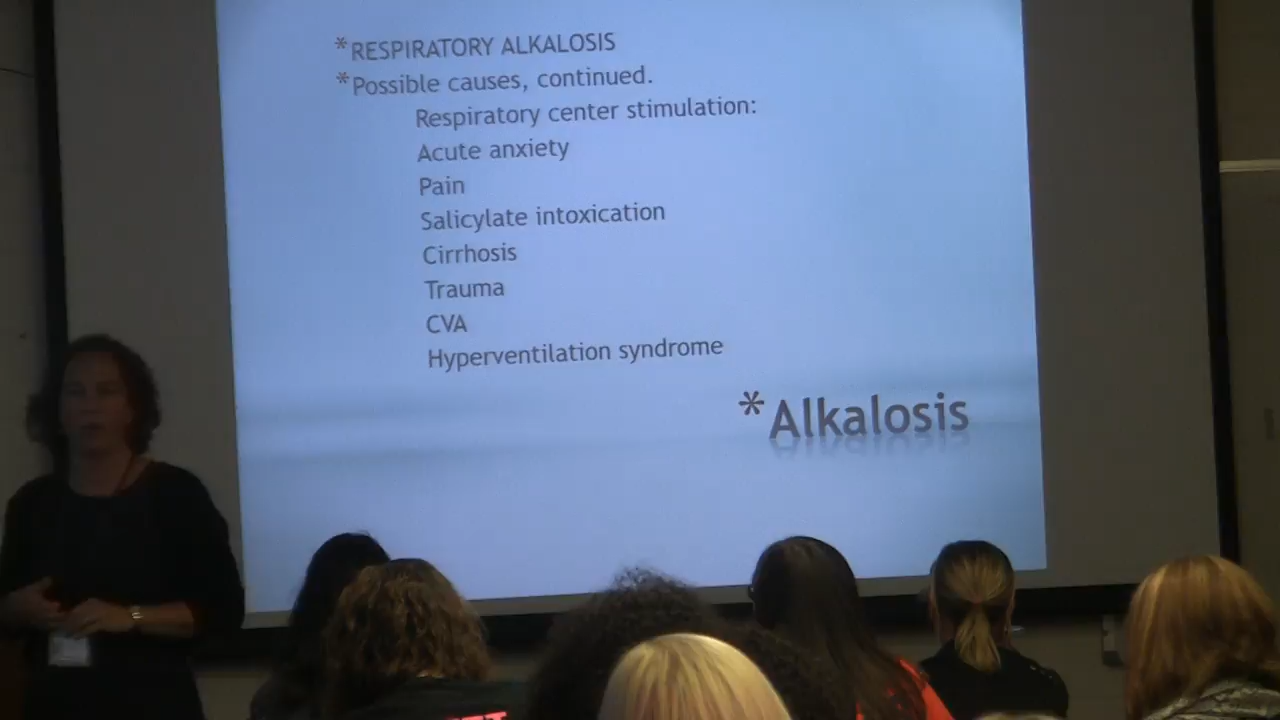 *RESPIRATORY ALKALOSIS
*Possible causes, continued.
Respiratory center stimulation:
Acute anxiety
Pain
Salicylate intoxication
Cirrhosis
Trauma
CVA
Hyperventilation syndrome
*Alkalosis